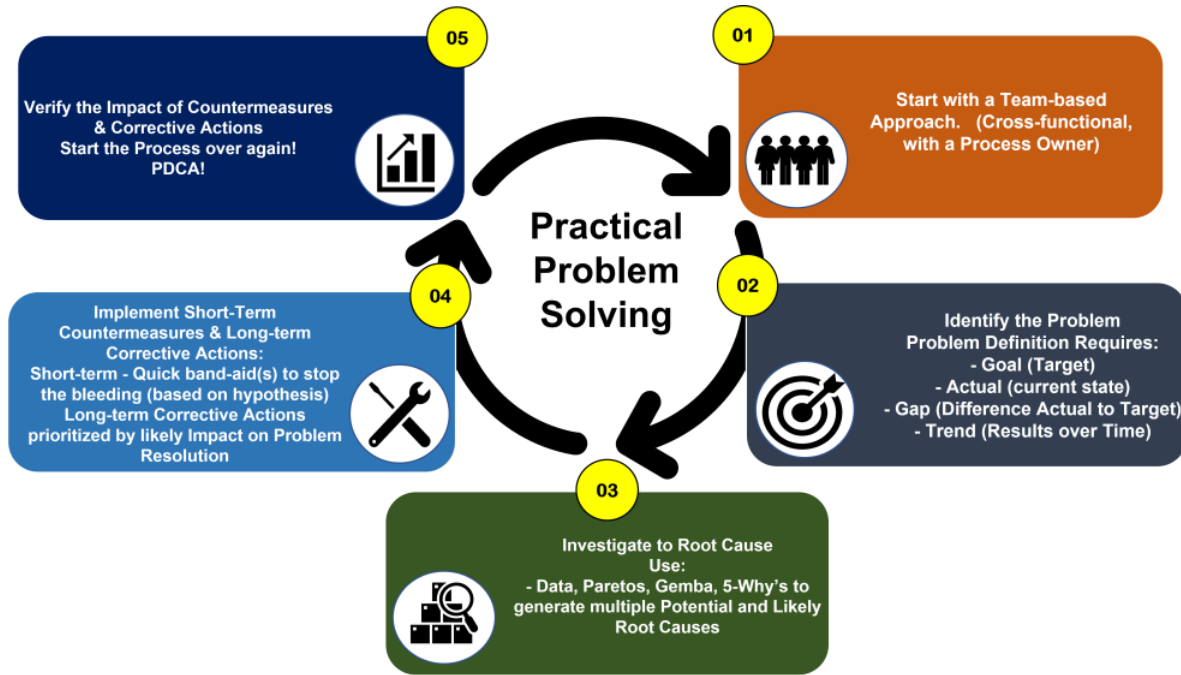 Practical
Problem
Solving
01
Start with a Team-based
Approach. (Cross-functional,
with a Process Owner)
02
Identify the Problem
Problem Definition Requires:
- Goal (Target)
- Actual (current state)
- Gap (Difference Actual to Target)
- Trend (Results over Time)
03
Investigate to Root Cause
Use:
- Data, Paretos, Gemba, 5-Why's to
generate multiple Potential and Likely
Root Causes
04
Implement Short-Term
Countermeasures & Long-term
Corrective Actions:
Short-term - Quick band-aid(s) to stop
the bleeding (based on hypothesis)
Long-term Corrective Actions
prioritized by likely Impact on Problem
Resolution
05
Verify the Impact of Countermeasures
& Corrective Actions
Start the Process over again!
PDCA!